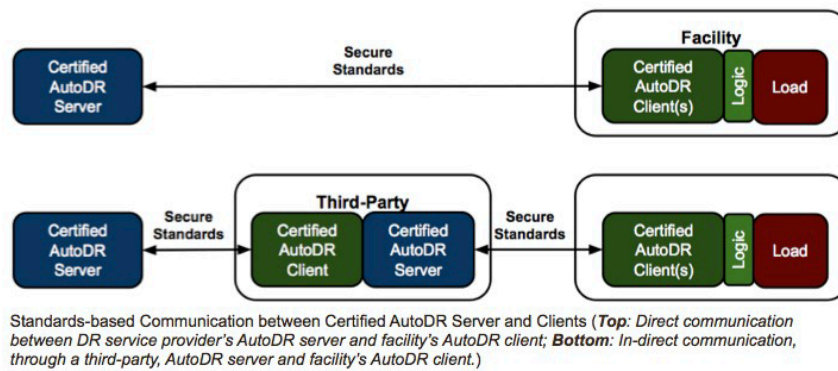 Facility
Secure
Standards
Certified
AutoDR
Server
Certified
AutoDR
Client(s)
Logic
Load
Third-Party
Secure
Standards
Secure
Standards
Certified
AutoDR
Server
Certified
AutoDR
Client
Certified
AutoDR
Server
Certified
AutoDR
Client(s)
Logic
Load
Standards-based Communication between Certified AutoDR Server and Clients (Top: Direct communication
between DR service provider's AutoDR server and facility's AutoDR client; Bottom: In-direct communication,
through a third-party, AutoDR server and facility's AutoDR client.)